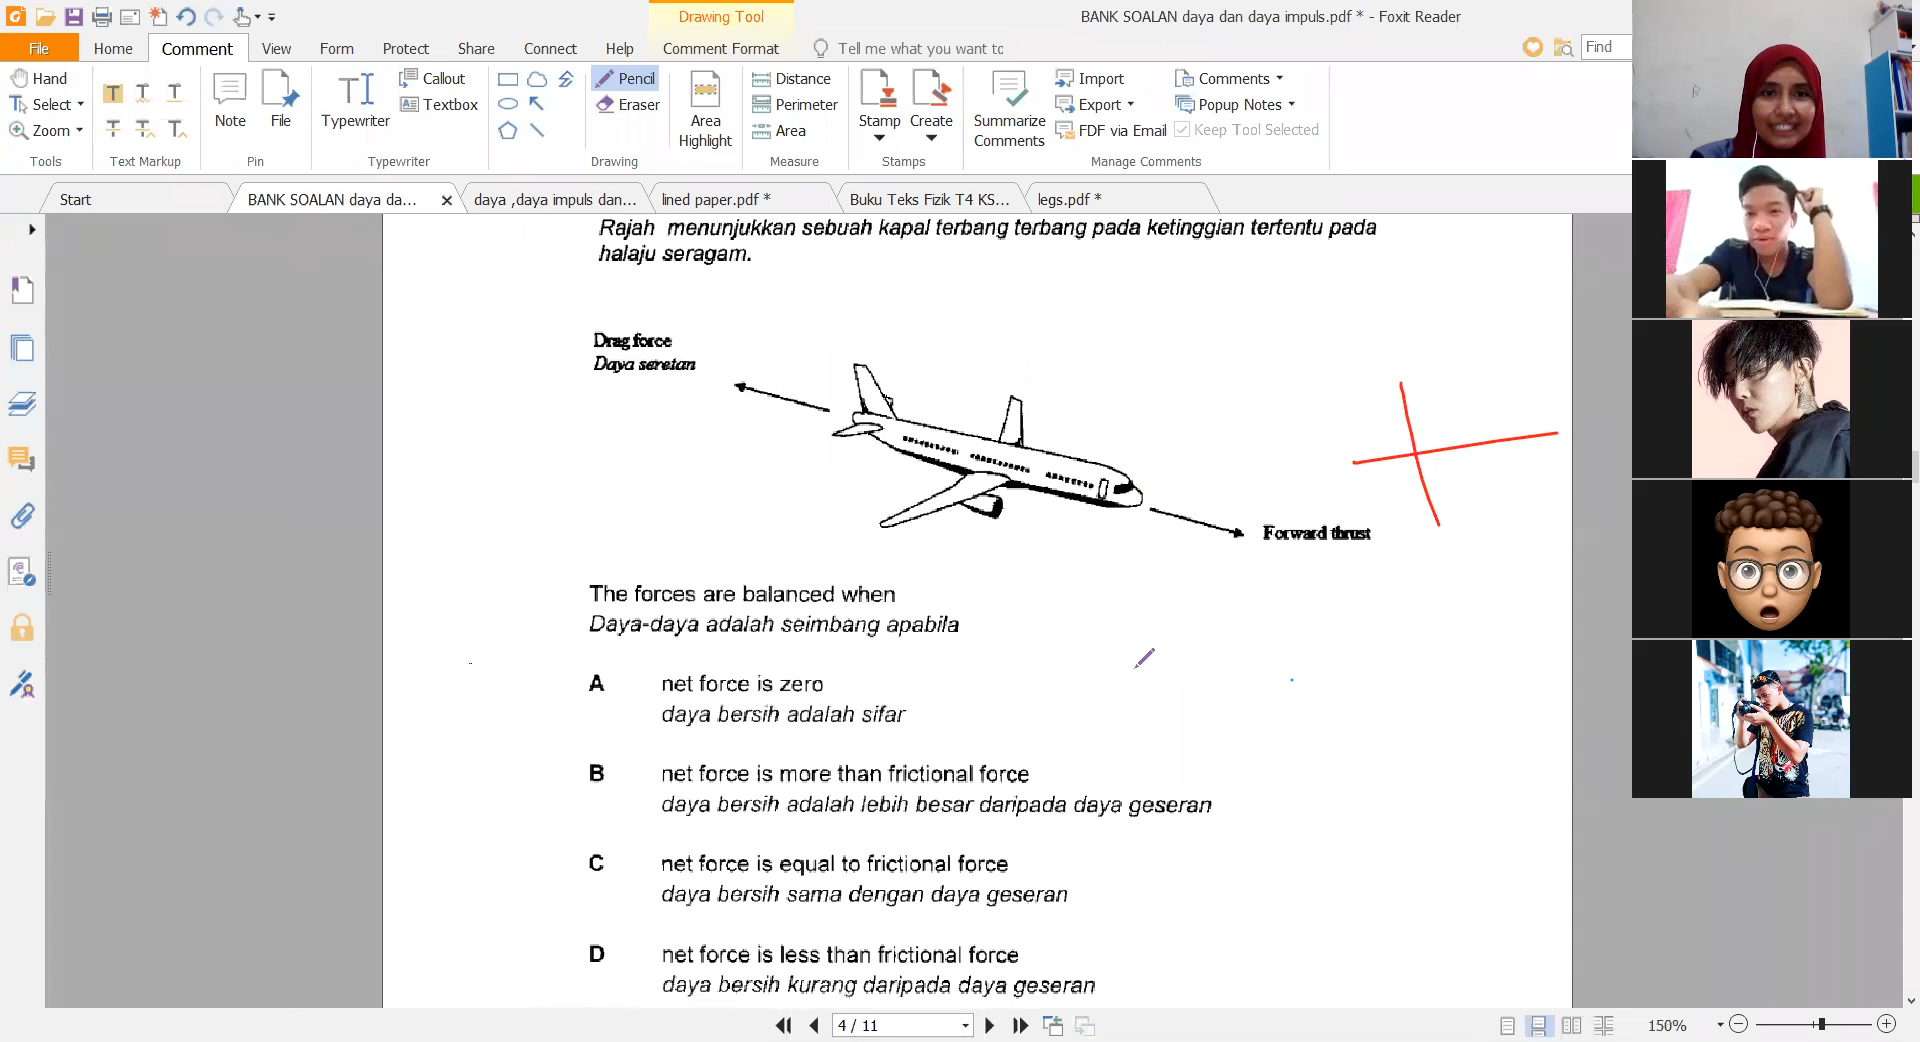 BANK SOALAN daya dan daya impuls.pdf * - Foxit Reader
Drawing Tool
File Home Comment View Form Protect Share Connect Help Comment Format Tell me what you want to
Find
Hand
Select
Zoom
Tools
Text Markup
Note
File
Pin
Typewriter
Callout
Textbox
Typewriter
Pencil
Eraser
Drawing
Area
Highlight
Distance
Perimeter
Area
Measure
Stamp
Create
Stamps
Summarize
Comments
Import
Export
FDF via Email
Comments
Popup Notes
Keep Tool Selected
Manage Comments
Start
BANK SOALAN daya da...
daya ,daya impuls dan...
lined paper.pdf *
Buku Teks Fizik T4 KS...
legs.pdf *
Rajah menunjukkan sebuah kapal terbang terbang pada ketinggian tertentu pada
halaju seragam.
Drag force
Daya seretan
Forward thrust
The forces are balanced when
Daya-daya adalah seimbang apabila
A net force is zero
daya bersih adalah sifar
B net force is more than frictional force
daya bersih adalah lebih besar daripada daya geseran
C net force is equal to frictional force
daya bersih sama dengan daya geseran
D net force is less than frictional force
daya bersih kurang daripada daya geseran
4 / 11
150%